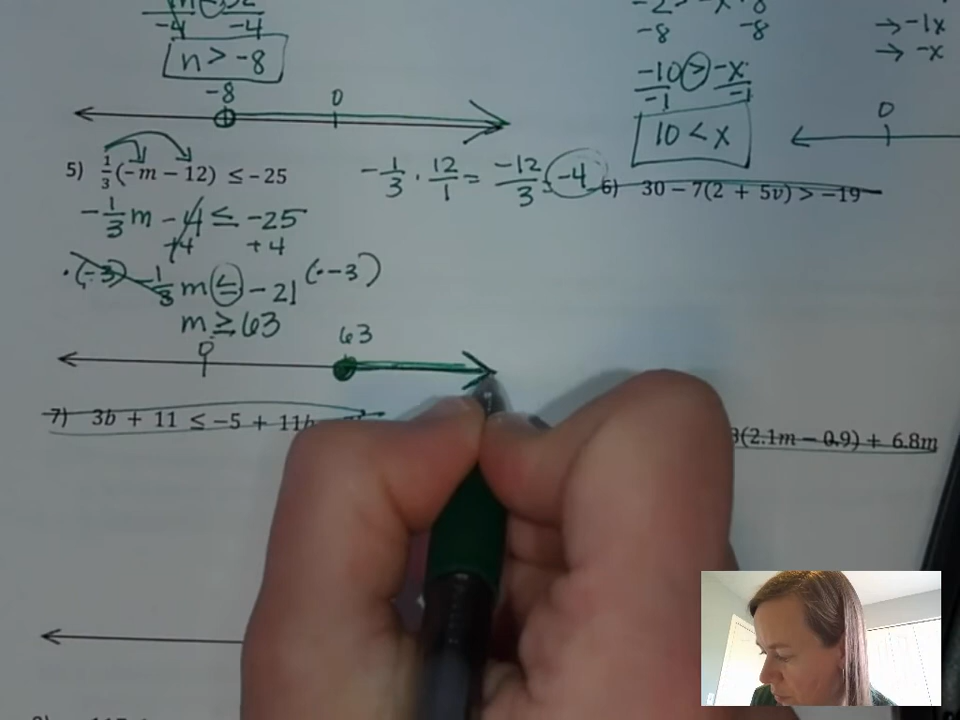 -4 -4
n > -8
-8 0
-2 > -x + 8
-8 -8
-10 > -x
-1 -1
10 < x
→ -1x
→ -x
0
5) 1/3(-m - 12) ≤ -25
-1/3 m - 4 ≤ -25
+4 +4
·(-3) -1/3 m ≤ -21 (·-3)
m ≥ 63
0 63
-1/3 · 12/1 = -12/3 = -4
6) 30 - 7(2 + 5v) > -19
7) 3b + 11 ≤ -5 + 11b
(2.1m - 0.9) + 6.8m